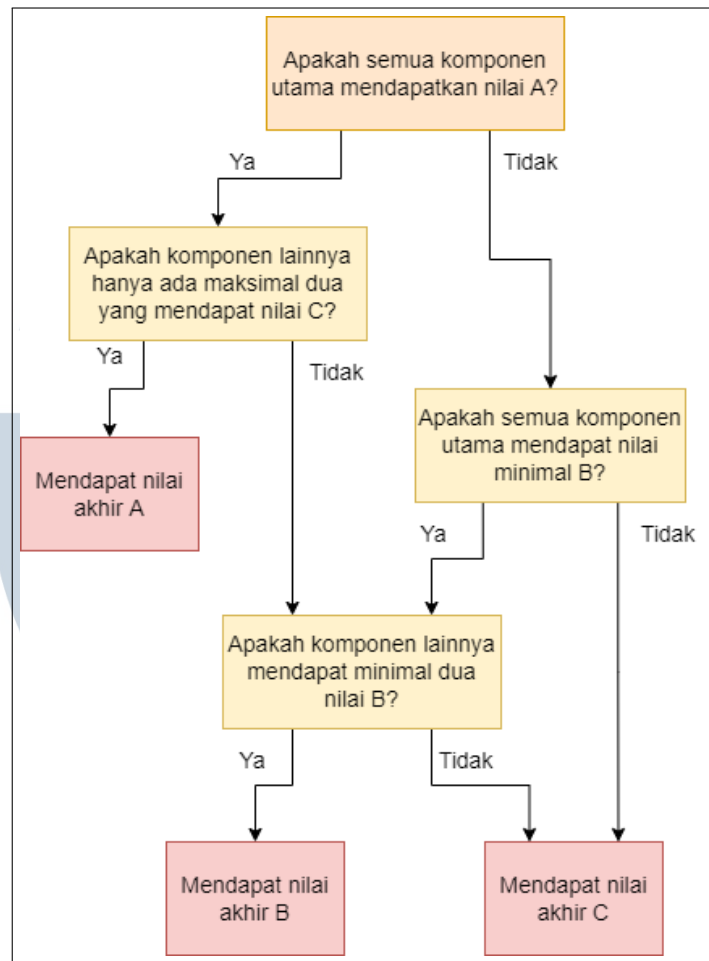 Apakah semua komponen
utama mendapatkan nilai A?
Ya
Tidak
Apakah komponen lainnya
hanya ada maksimal dua
yang mendapat nilai C?
Ya
Tidak
Apakah semua komponen
utama mendapat nilai
minimal B?
Mendapat nilai
akhir A
Ya
Tidak
Apakah komponen lainnya
mendapat minimal dua
nilai B?
Ya
Tidak
Mendapat nilai
akhir B
Mendapat nilai
akhir C